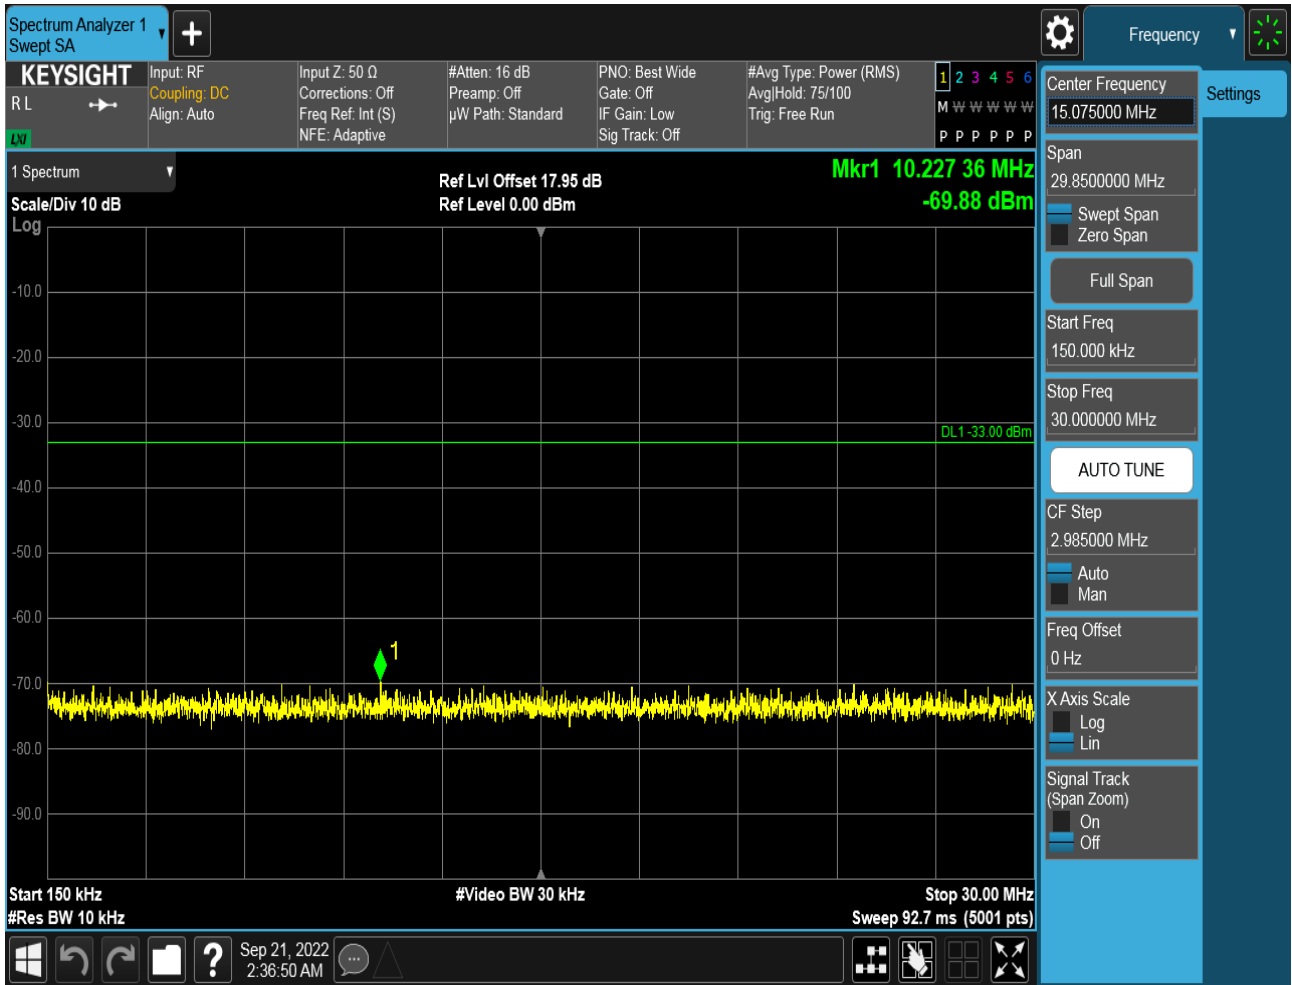 Spectrum Analyzer 1
Swept SA
+
Frequency
KEYSIGHT
R L
LXI
Input: RF
Coupling: DC
Align: Auto
Input Z: 50 Ω
Corrections: Off
Freq Ref: Int (S)
NFE: Adaptive
#Atten: 16 dB
Preamp: Off
µW Path: Standard
PNO: Best Wide
Gate: Off
IF Gain: Low
Sig Track: Off
#Avg Type: Power (RMS)
Avg|Hold: 75/100
Trig: Free Run
1 2 3 4 5 6
M W W W W W
P P P P P P
1 Spectrum
Scale/Div 10 dB
Log
Ref Lvl Offset 17.95 dB
Ref Level 0.00 dBm
Mkr1 10.227 36 MHz
-69.88 dBm
-10.0
-20.0
-30.0
DL1 -33.00 dBm
-40.0
-50.0
-60.0
1
-70.0
-80.0
-90.0
Start 150 kHz
#Video BW 30 kHz
Stop 30.00 MHz
#Res BW 10 kHz
Sweep 92.7 ms (5001 pts)
Center Frequency
15.075000 MHz
Settings
Span
29.8500000 MHz
Swept Span
Zero Span
Full Span
Start Freq
150.000 kHz
Stop Freq
30.000000 MHz
AUTO TUNE
CF Step
2.985000 MHz
Auto
Man
Freq Offset
0 Hz
X Axis Scale
Log
Lin
Signal Track
(Span Zoom)
On
Off
?
Sep 21, 2022
2:36:50 AM